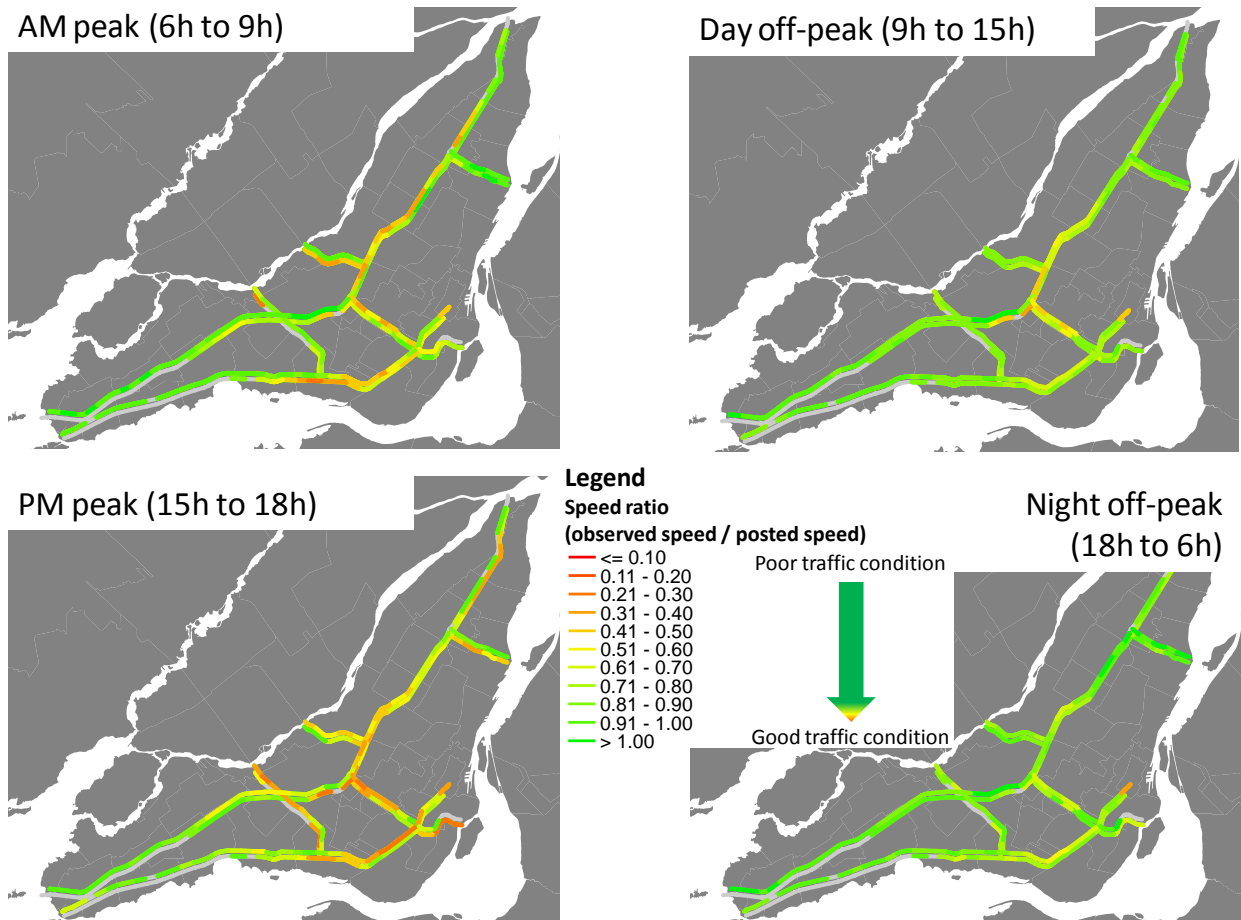 AM peak (6h to 9h)
Day off-peak (9h to 15h)
PM peak (15h to 18h)
Legend
Speed ratio
(observed speed / posted speed)
<= 0.10
0.11 - 0.20
0.21 - 0.30
0.31 - 0.40
0.41 - 0.50
0.51 - 0.60
0.61 - 0.70
0.71 - 0.80
0.81 - 0.90
0.91 - 1.00
> 1.00
Poor traffic condition
Good traffic condition
Night off-peak
(18h to 6h)